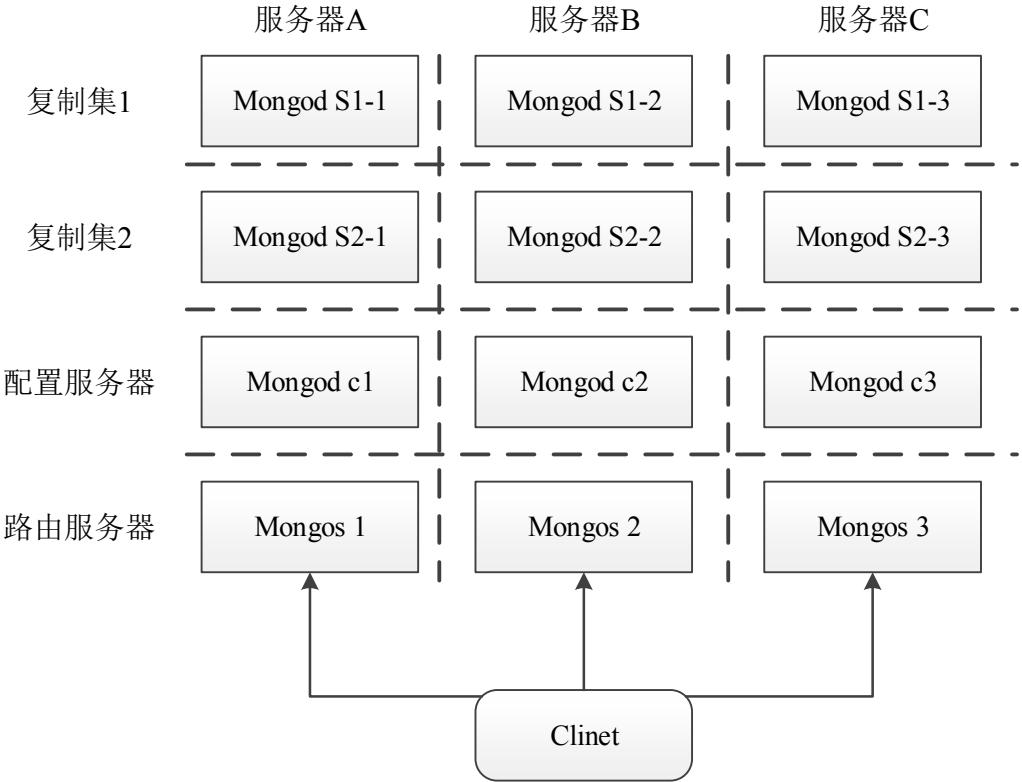 服务器A 服务器B 服务器C
复制集1 Mongod S1-1 Mongod S1-2 Mongod S1-3
复制集2 Mongod S2-1 Mongod S2-2 Mongod S2-3
配置服务器 Mongod c1 Mongod c2 Mongod c3
路由服务器 Mongos 1 Mongos 2 Mongos 3
Clinet